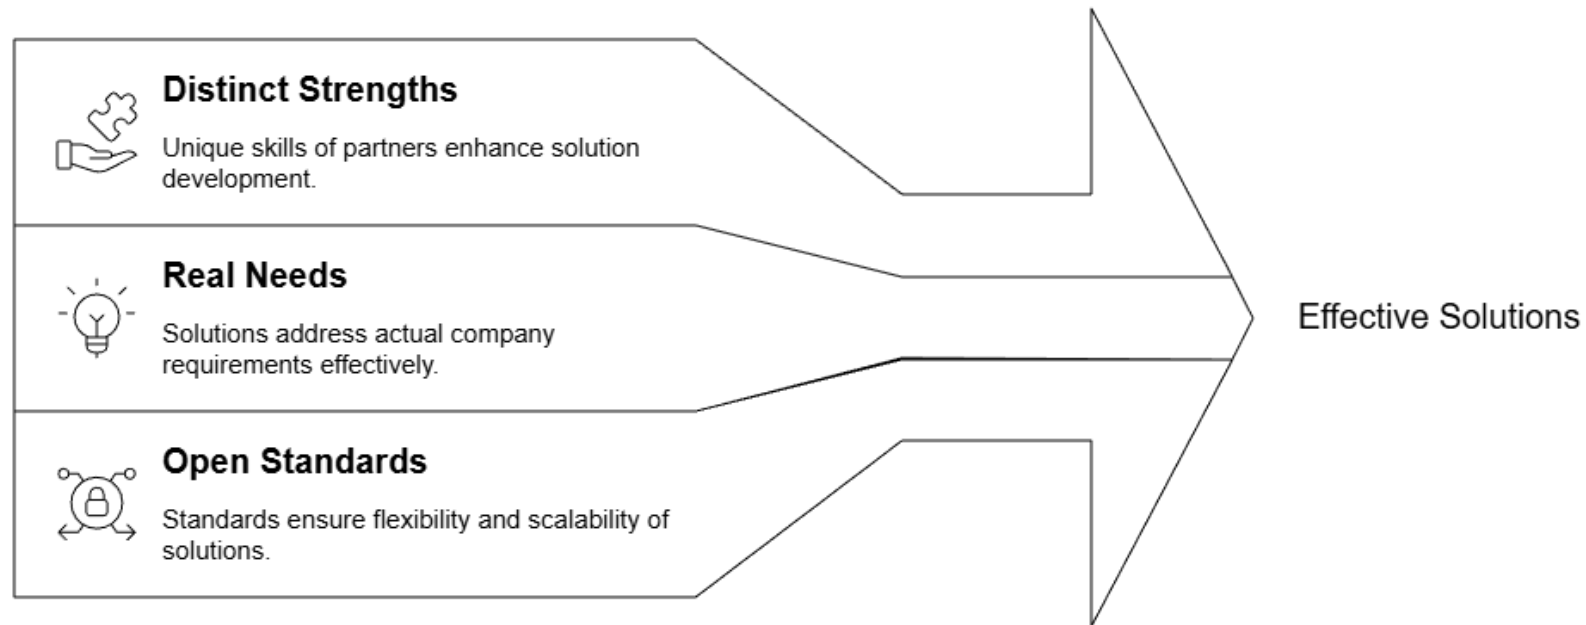 Distinct Strengths
Unique skills of partners enhance solution
development.
Real Needs
Solutions address actual company
requirements effectively.
Open Standards
Standards ensure flexibility and scalability of
solutions.
Effective Solutions